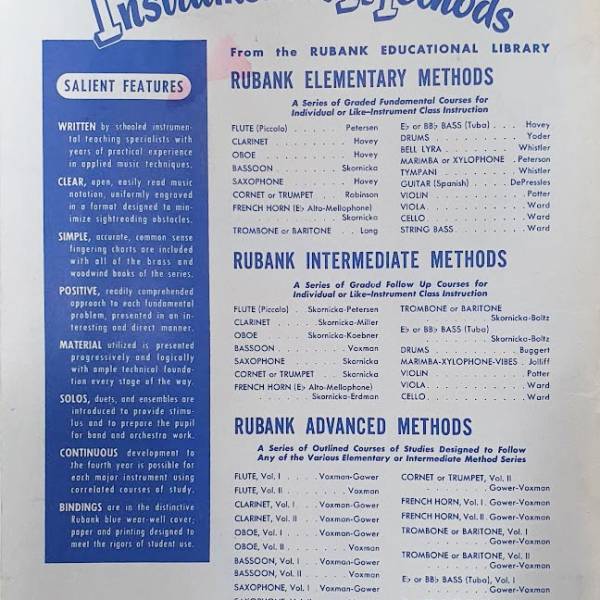 Instrumental Methods
From the RUBANK EDUCATIONAL LIBRARY
SALIENT FEATURES
WRITTEN by schooled instrumen-
tal teaching specialists with
years of practical experience
in applied music techniques.
CLEAR, open, easily read music
notation, uniformly engraved
in a format designed to min-
imize sightreading obstacles.
SIMPLE, accurate, common sense
fingering charts are included
with all of the brass and
woodwind books of the series.
POSITIVE, readily comprehended
approach to each fundamental
problem, presented in an in-
teresting and direct manner.
MATERIAL utilized is presented
progressively and logically
with ample technical founda-
tion every stage of the way.
SOLOS, duets, and ensembles are
introduced to provide stimu-
lus and to prepare the pupil
for band and orchestra work.
CONTINUOUS development to
the fourth year is possible for
each major instrument using
correlated courses of study.
BINDINGS are in the distinctive
Rubank blue wear-well cover;
paper and printing designed to
meet the rigors of student use.
RUBANK ELEMENTARY METHODS
A Series of Graded Fundamental Courses for
Individual or Like-Instrument Class Instruction
FLUTE (Piccolo) . . . . . Petersen
CLARINET . . . . . Hovey
OBOE . . . . . Hovey
BASSOON . . . . . Skornicka
SAXOPHONE . . . . . Hovey
CORNET or TRUMPET . . Robinson
FRENCH HORN (E♭ Alto-Mellophone)
Skornicka
TROMBONE or BARITONE . . Long
E♭ or BB♭ BASS (Tuba) . . . Hovey
DRUMS . . . . . Yoder
BELL LYRA . . . . . Whistler
MARIMBA or XYLOPHONE . Peterson
TYMPANI . . . . . Whistler
GUITAR (Spanish) . . . DePressles
VIOLIN . . . . . Potter
VIOLA . . . . . Ward
CELLO . . . . . Ward
STRING BASS . . . . . Ward
RUBANK INTERMEDIATE METHODS
A Series of Graded Follow Up Courses for
Individual or Like-Instrument Class Instruction
FLUTE (Piccolo) . . Skornicka-Petersen
CLARINET . . . Skornicka-Miller
OBOE . . . Skornicka-Koebner
BASSOON . . . . . Voxman
SAXOPHONE . . . . . Skornicka
CORNET or TRUMPET . . Skornicka
FRENCH HORN (E♭ Alto-Mellophone)
. . . . . Skornicka-Erdman
TROMBONE or BARITONE
. . . . . Skornicka-Boltz
E♭ or BB♭ BASS (Tuba)
. . . . . Skornicka-Boltz
DRUMS . . . . . Buggert
MARIMBA-XYLOPHONE-VIBES . Jolliff
VIOLIN . . . . . Potter
VIOLA . . . . . Ward
CELLO . . . . . Ward
RUBANK ADVANCED METHODS
A Series of Outlined Courses of Studies Designed to Follow
Any of the Various Elementary or Intermediate Method Series
FLUTE, Vol. I . . . Voxman-Gower
FLUTE, Vol. II . . . . Voxman
CLARINET, Vol. I . . Voxman-Gower
CLARINET, Vol. II . . Voxman-Gower
OBOE, Vol. I . . . Voxman-Gower
OBOE, Vol. II . . . . Voxman
BASSOON, Vol. I . . Voxman-Gower
BASSOON, Vol. II . . . . Voxman
SAXOPHONE, Vol. I . Voxman-Gower
CORNET or TRUMPET, Vol. I
. . . . . Gower-Voxman
CORNET or TRUMPET, Vol. II
. . . . . Gower-Voxman
FRENCH HORN, Vol. I . Gower-Voxman
FRENCH HORN, Vol. II . Gower-Voxman
TROMBONE or BARITONE, Vol. I
. . . . . Gower-Voxman
TROMBONE or BARITONE, Vol. II
. . . . . Gower-Voxman
E♭ or BB♭ BASS (Tuba), Vol. I
. . . . . Gower-Voxman